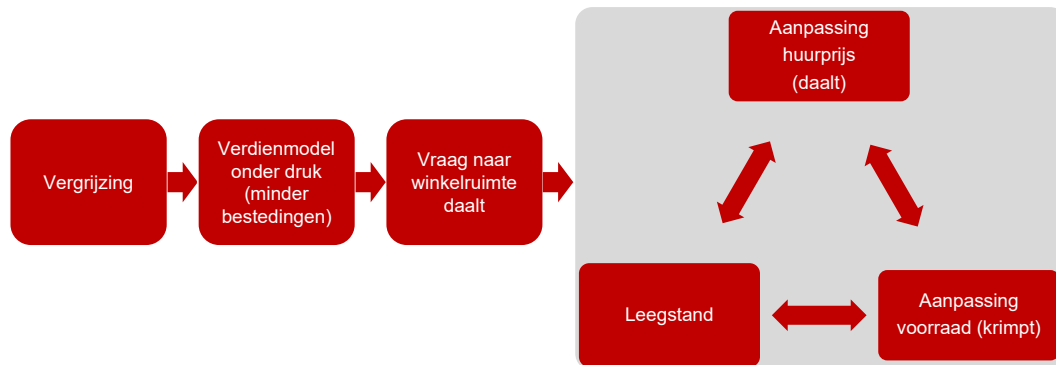 Vergrijzing
Verdienmodel
onder druk
(minder
bestedingen)
Vraag naar
winkelruimte
daalt
Aanpassing
huurprijs
(daalt)
Leegstand
Aanpassing
voorraad (krimpt)